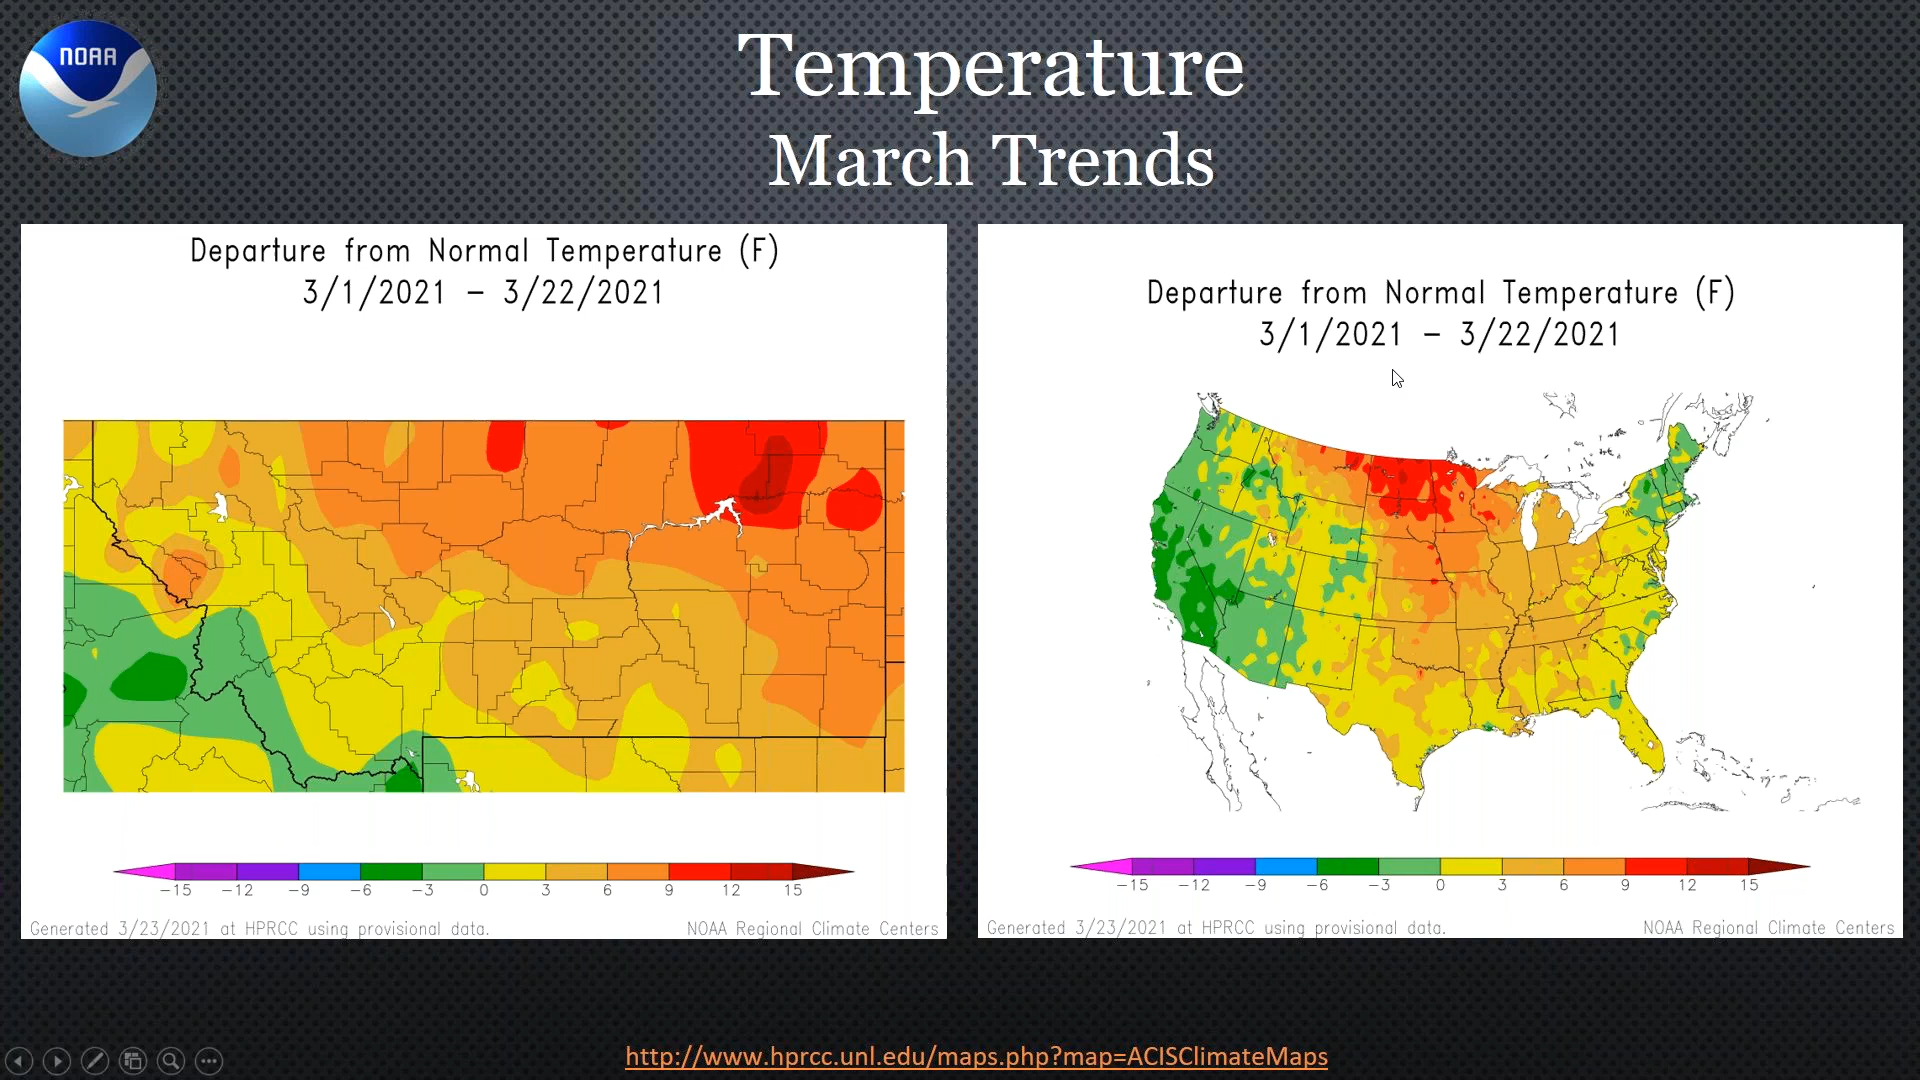 NOAA
Temperature
March Trends
Departure from Normal Temperature (F)
3/1/2021 – 3/22/2021
−15 −12 −9 −6 −3 0 3 6 9 12 15
Generated 3/23/2021 at HPRCC using provisional data. NOAA Regional Climate Centers
Departure from Normal Temperature (F)
3/1/2021 – 3/22/2021
−15 −12 −9 −6 −3 0 3 6 9 12 15
Generated 3/23/2021 at HPRCC using provisional data. NOAA Regional Climate Centers
http://www.hprcc.unl.edu/maps.php?map=ACISClimateMaps